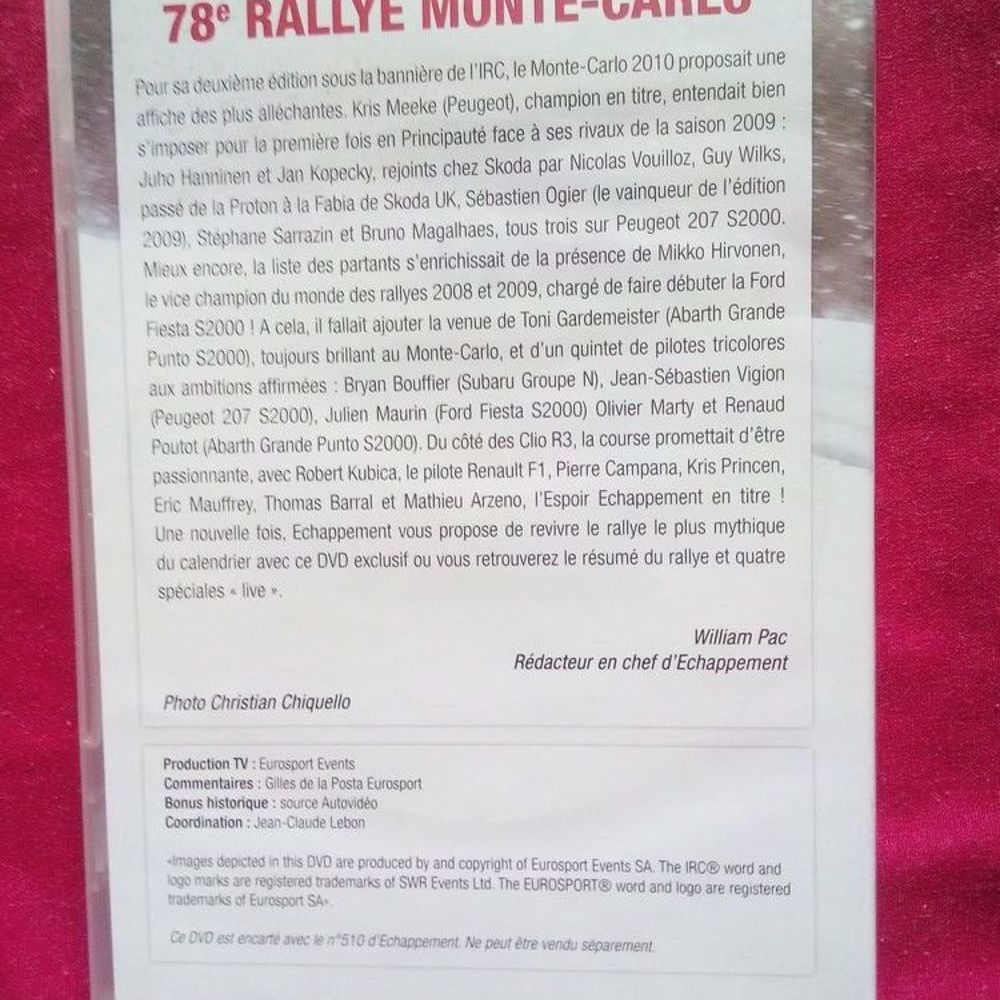 78e RALLYE MONTE-CARLO
Pour sa deuxième édition sous la bannière de l'IRC, le Monte-Carlo 2010 proposait une
affiche des plus alléchantes. Kris Meeke (Peugeot), champion en titre, entendait bien
s'imposer pour la première fois en Principauté face à ses rivaux de la saison 2009 :
Juho Hanninen et Jan Kopecky, rejoints chez Skoda par Nicolas Vouilloz, Guy Wilks,
passé de la Proton à la Fabia de Skoda UK, Sébastien Ogier (le vainqueur de l'édition
2009), Stéphane Sarrazin et Bruno Magalhaes, tous trois sur Peugeot 207 S2000.
Mieux encore, la liste des partants s'enrichissait de la présence de Mikko Hirvonen,
le vice champion du monde des rallyes 2008 et 2009, chargé de faire débuter la Ford
Fiesta S2000 ! A cela, il fallait ajouter la venue de Toni Gardemeister (Abarth Grande
Punto S2000), toujours brillant au Monte-Carlo, et d'un quintet de pilotes tricolores
aux ambitions affirmées : Bryan Bouffier (Subaru Groupe N), Jean-Sébastien Vigion
(Peugeot 207 S2000), Julien Maurin (Ford Fiesta S2000) Olivier Marty et Renaud
Poutot (Abarth Grande Punto S2000). Du côté des Clio R3, la course promettait d'être
passionnante, avec Robert Kubica, le pilote Renault F1, Pierre Campana, Kris Princen,
Eric Mauffrey, Thomas Barral et Mathieu Arzeno, l'Espoir Echappement en titre !
Une nouvelle fois, Echappement vous propose de revivre le rallye le plus mythique
du calendrier avec ce DVD exclusif ou vous retrouverez le résumé du rallye et quatre
spéciales « live ».
William Pac
Rédacteur en chef d'Echappement
Photo Christian Chiquello
Production TV : Eurosport Events
Commentaires : Gilles de la Posta Eurosport
Bonus historique : source Autovidéo
Coordination : Jean-Claude Lebon
«Images depicted in this DVD are produced by and copyright of Eurosport Events SA. The IRC® word and
logo marks are registered trademarks of SWR Events Ltd. The EUROSPORT® word and logo are registered
trademarks of Eurosport SA».
Ce DVD est encarté avec le n°510 d'Echappement. Ne peut être vendu séparement.